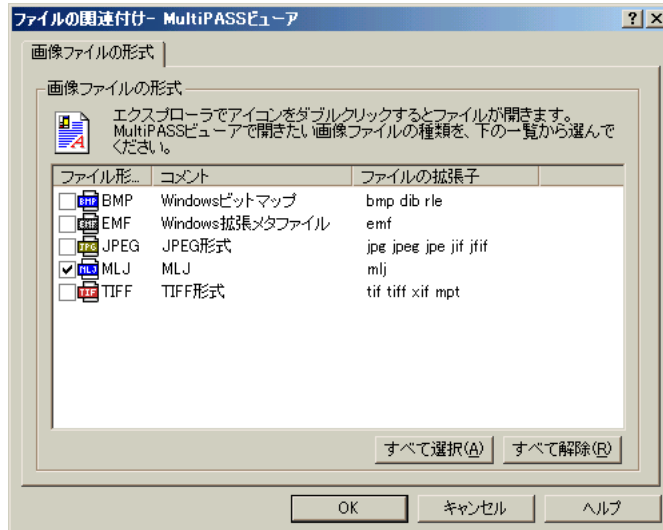 ファイルの関連付け- MultiPASSビューア
画像ファイルの形式
画像ファイルの形式
エクスプローラでアイコンをダブルクリックするとファイルが開きます。
MultiPASSビューアで開きたい画像ファイルの種類を、下の一覧から選んで
ください。
ファイル形... コメント ファイルの拡張子
BMP BMP Windowsビットマップ bmp dib rle
EMF EMF Windows拡張メタファイル emf
JPG JPEG JPEG形式 jpg jpeg jpe jif jfif
MLJ MLJ MLJ mlj
TIF TIFF TIFF形式 tif tiff xif mpt
すべて選択(A) すべて解除(R)
OK キャンセル ヘルプ